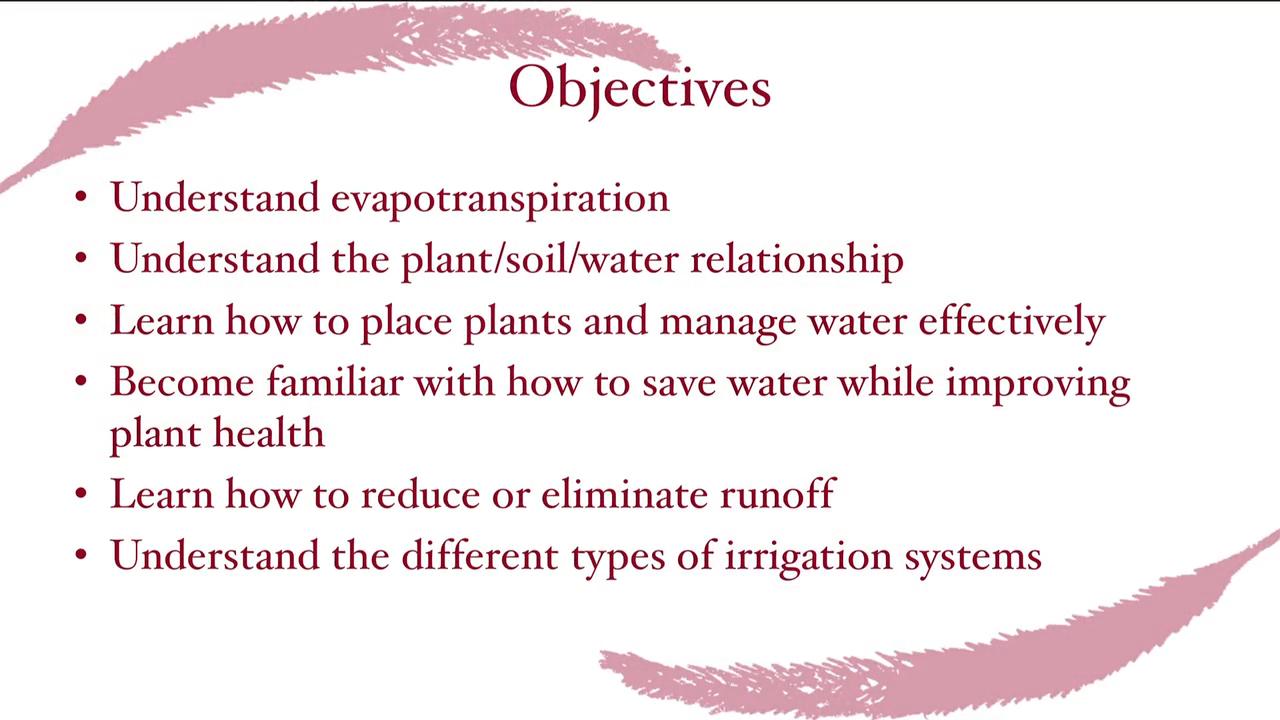 Objectives
• Understand evapotranspiration
• Understand the plant/soil/water relationship
• Learn how to place plants and manage water effectively
• Become familiar with how to save water while improving
plant health
• Learn how to reduce or eliminate runoff
• Understand the different types of irrigation systems